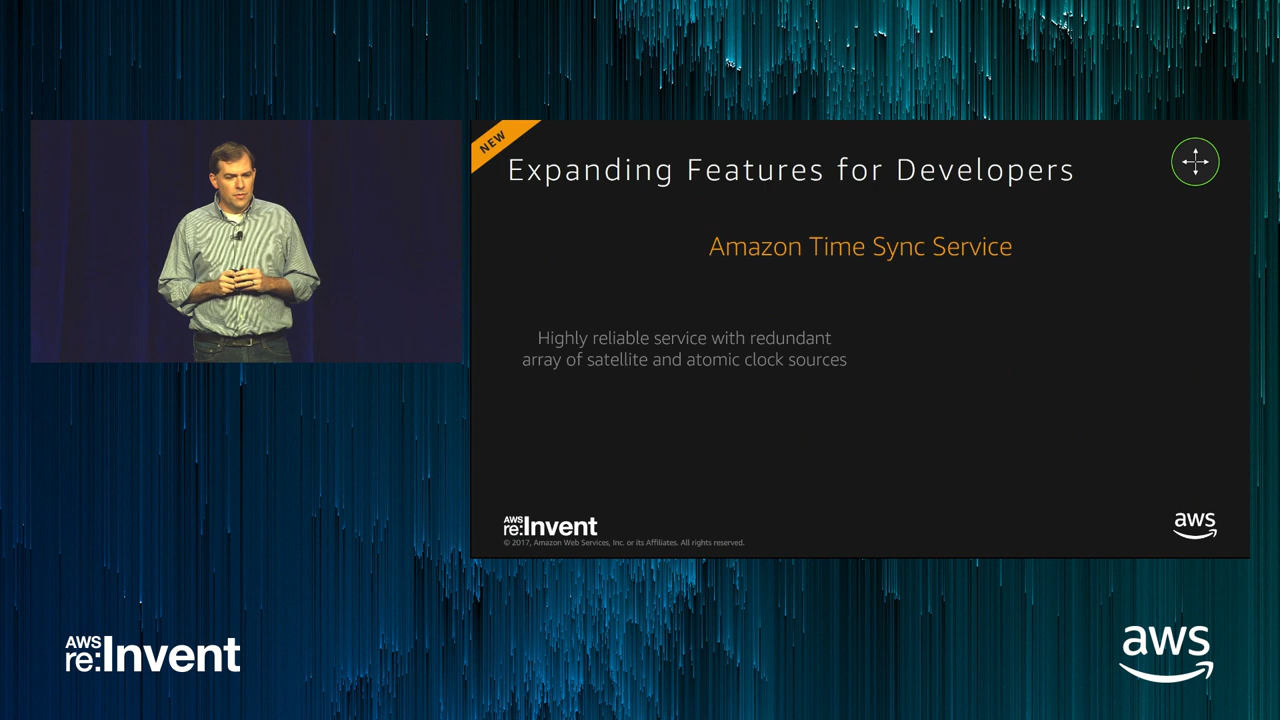 NEW
Expanding Features for Developers
Amazon Time Sync Service
Highly reliable service with redundant
array of satellite and atomic clock sources
AWS
re:Invent
© 2017, Amazon Web Services, Inc. or its Affiliates. All rights reserved.
aws
AWS
re:Invent
aws